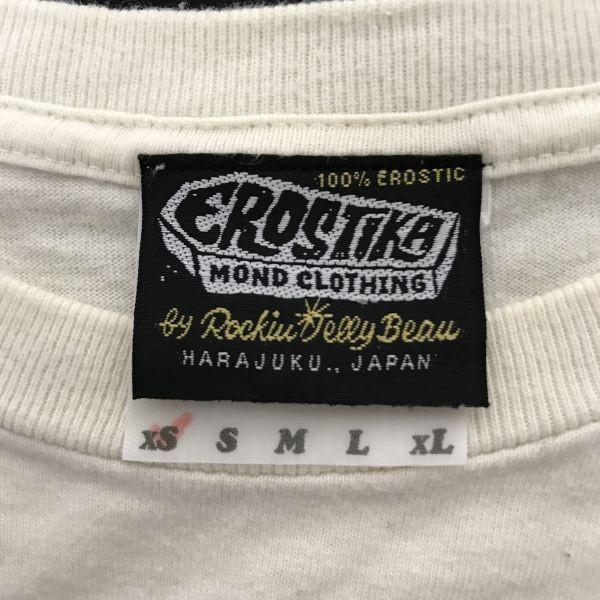 100% EROSTIC
EROSTIKA
MOND CLOTHING
by Rockin'Jelly Bean
HARAJUKU., JAPAN
XS S M L XL